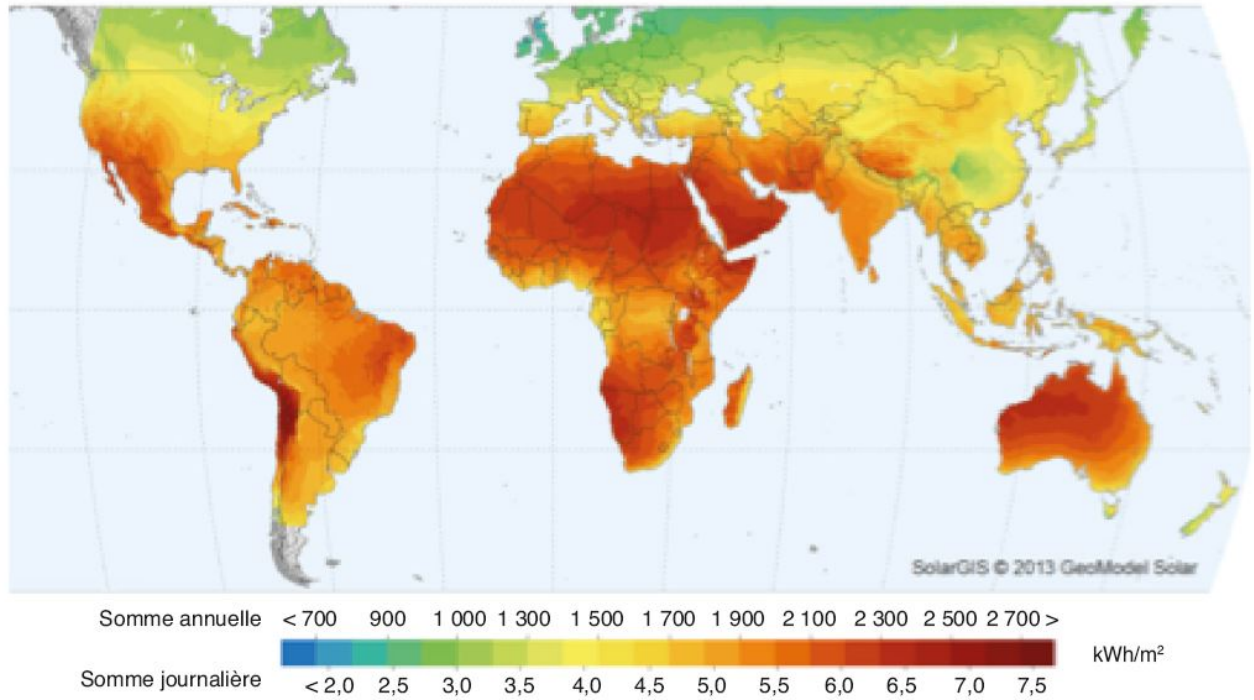 SolarGIS © 2013 GeoModel Solar
Somme annuelle < 700 900 1 000 1 300 1 500 1 700 1 900 2 100 2 300 2 500 2 700 >
kWh/m²
Somme journalière < 2,0 2,5 3,0 3,5 4,0 4,5 5,0 5,5 6,0 6,5 7,0 7,5